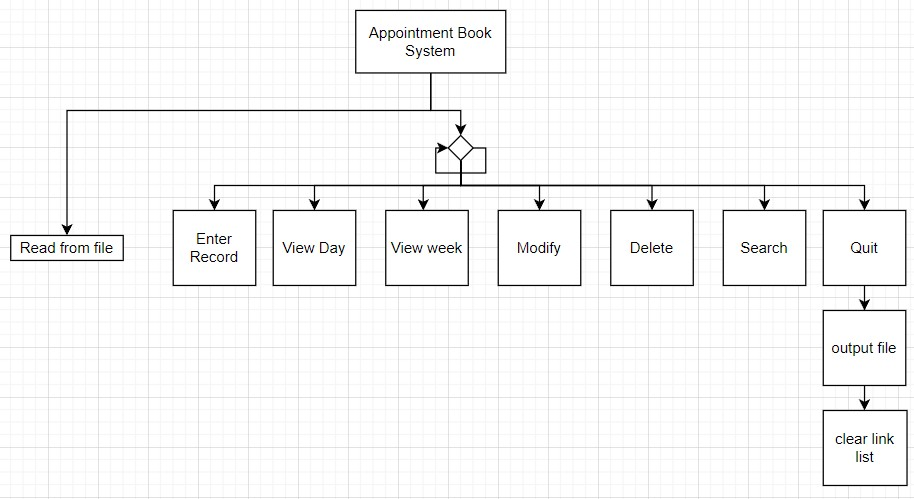 Appointment Book
System
Read from file
Enter
Record
View Day
View week
Modify
Delete
Search
Quit
output file
clear link
list